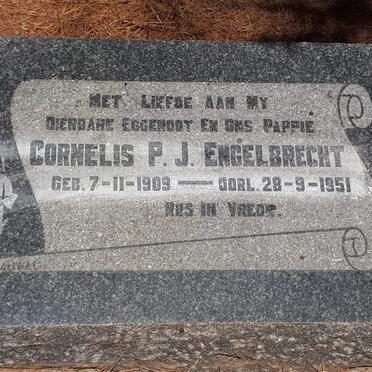 MET LIEFDE AAN MY
DIERBARE EGGENOOT EN ONS PAPPIE
CORNELIS P. J. ENGELBRECHT
GEB. 7-11-1909 — OORL. 28-9-1951
RUS IN VREDE.